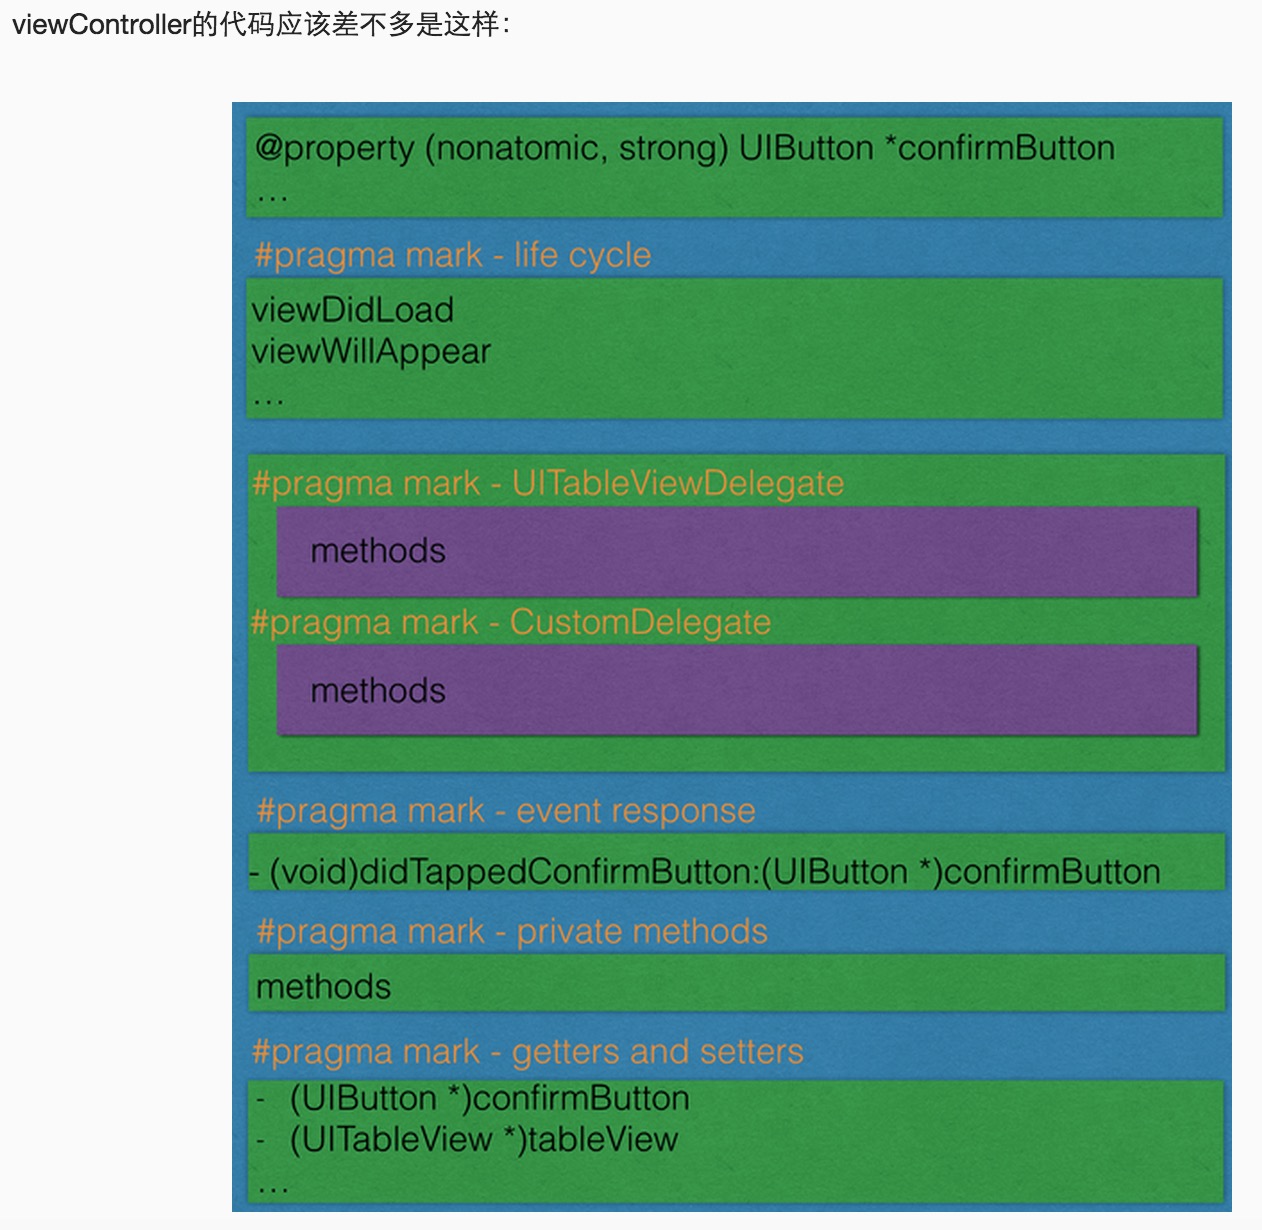 viewController的代码应该差不多是这样：
@property (nonatomic, strong) UIButton *confirmButton
...
#pragma mark - life cycle
viewDidLoad
viewWillAppear
...
#pragma mark - UITableViewDelegate
methods
#pragma mark - CustomDelegate
methods
#pragma mark - event response
- (void)didTappedConfirmButton:(UIButton *)confirmButton
#pragma mark - private methods
methods
#pragma mark - getters and setters
- (UIButton *)confirmButton
- (UITableView *)tableView
...